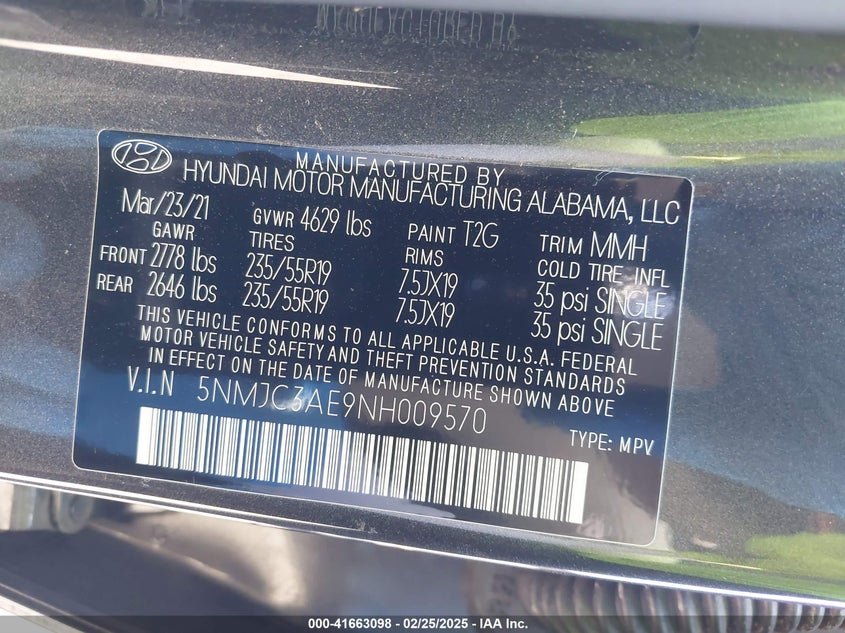 MANUFACTURED BY
HYUNDAI MOTOR MANUFACTURING ALABAMA, LLC
Mar/23/21 GVWR 4629 lbs PAINT T2G TRIM MMH
GAWR TIRES RIMS COLD TIRE INFL
FRONT 2778 lbs 235/55R19 7.5JX19 35 psi SINGLE
REAR 2646 lbs 235/55R19 7.5JX19 35 psi SINGLE
THIS VEHICLE CONFORMS TO ALL APPLICABLE U.S.A. FEDERAL
MOTOR VEHICLE SAFETY AND THEFT PREVENTION STANDARDS
IN EFFECT ON THE DATE OF MANUFACTURE SHOWN ABOVE
V.I.N 5NMJC3AE9NH009570
TYPE: MPV
000-41663098 - 02/25/2025 - IAA Inc.